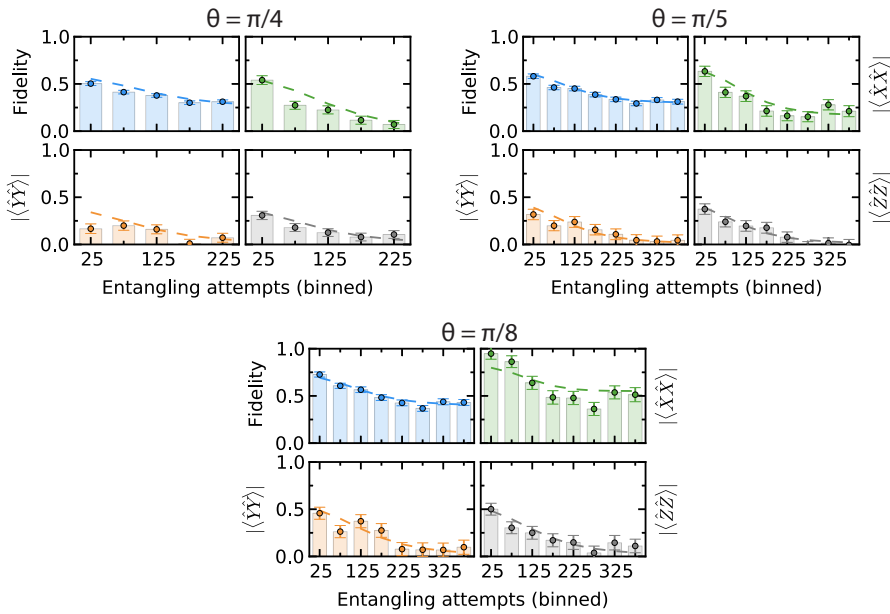 θ = π/4
Fidelity
1.0
0.5
0.0
|⟨ŶŶ⟩|
1.0
0.5
0.0
25 125 225 25 125 225
Entangling attempts (binned)
θ = π/5
Fidelity
1.0
0.5
0.0
|⟨X̂X̂⟩|
|⟨ŶŶ⟩|
1.0
0.5
0.0
|⟨ẐẐ⟩|
25 125 225 325 25 125 225 325
Entangling attempts (binned)
θ = π/8
Fidelity
1.0
0.5
0.0
|⟨X̂X̂⟩|
|⟨ŶŶ⟩|
1.0
0.5
0.0
|⟨ẐẐ⟩|
25 125 225 325 25 125 225 325
Entangling attempts (binned)